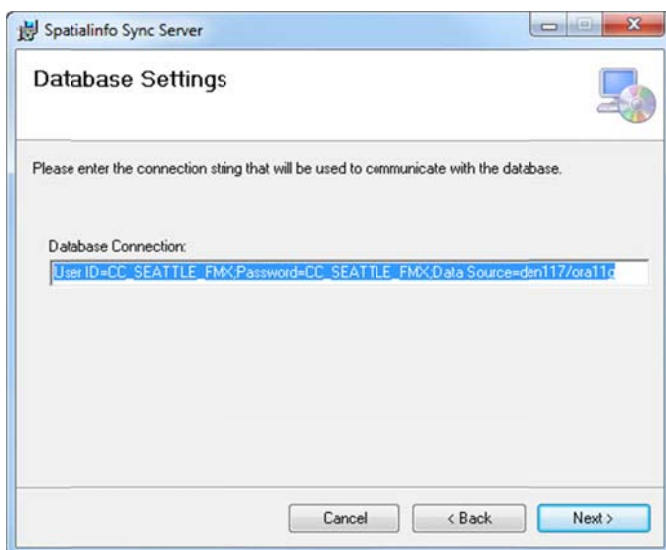 Spatialinfo Sync Server
Database Settings
Please enter the connection string that will be used to communicate with the database.
Database Connection:
User ID=CC_SEATTLE_FMX;Password=CC_SEATTLE_FMX;Data Source=den117/ora11g
Cancel
< Back
Next >